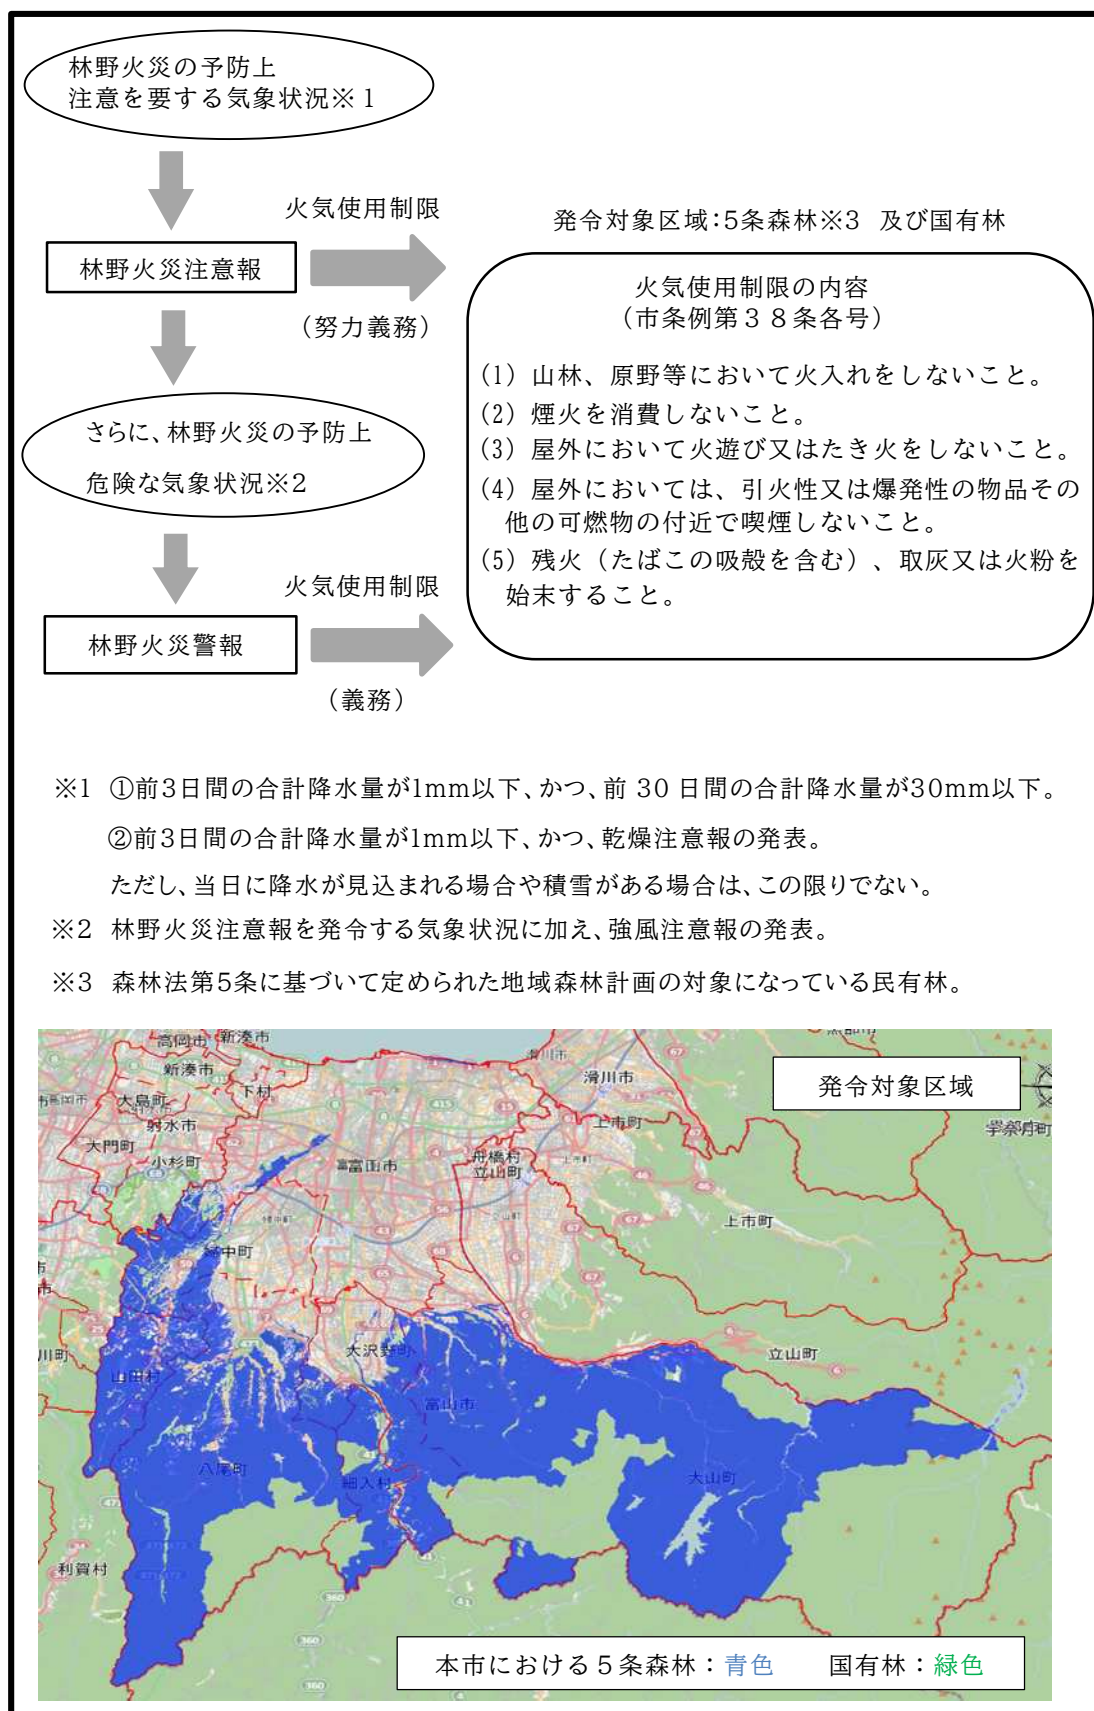 林野火災の予防上
注意を要する気象状況※1
火気使用制限
林野火災注意報
(努力義務)
さらに、林野火災の予防上
危険な気象状況※2
火気使用制限
林野火災警報
(義務)
発令対象区域:5条森林※3 及び国有林
火気使用制限の内容
(市条例第38条各号)
(1)山林、原野等において火入れをしないこと。
(2)煙火を消費しないこと。
(3)屋外において火遊び又はたき火をしないこと。
(4)屋外においては、引火性又は爆発性の物品その
他の可燃物の付近で喫煙しないこと。
(5)残火(たばこの吸殻を含む)、取灰又は火粉を
始末すること。
※1 ①前3日間の合計降水量が1mm以下、かつ、前 30 日間の合計降水量が30mm以下。
②前3日間の合計降水量が1mm以下、かつ、乾燥注意報の発表。
ただし、当日に降水が見込まれる場合や積雪がある場合は、この限りでない。
※2 林野火災注意報を発令する気象状況に加え、強風注意報の発表。
※3 森林法第5条に基づいて定められた地域森林計画の対象になっている民有林。
発令対象区域
高岡市
新湊市
新湊市
下村
大島町
射水市
大門町
小杉町
滑川市
滑川市
上市町
舟橋村
立山町
富山市
婦中町
上市町
宇奈月町
大沢野町
立山町
山田村
富山市
八尾町
細入村
大山町
利賀村
川町
360
360
41
本市における5条森林:青色 国有林:緑色